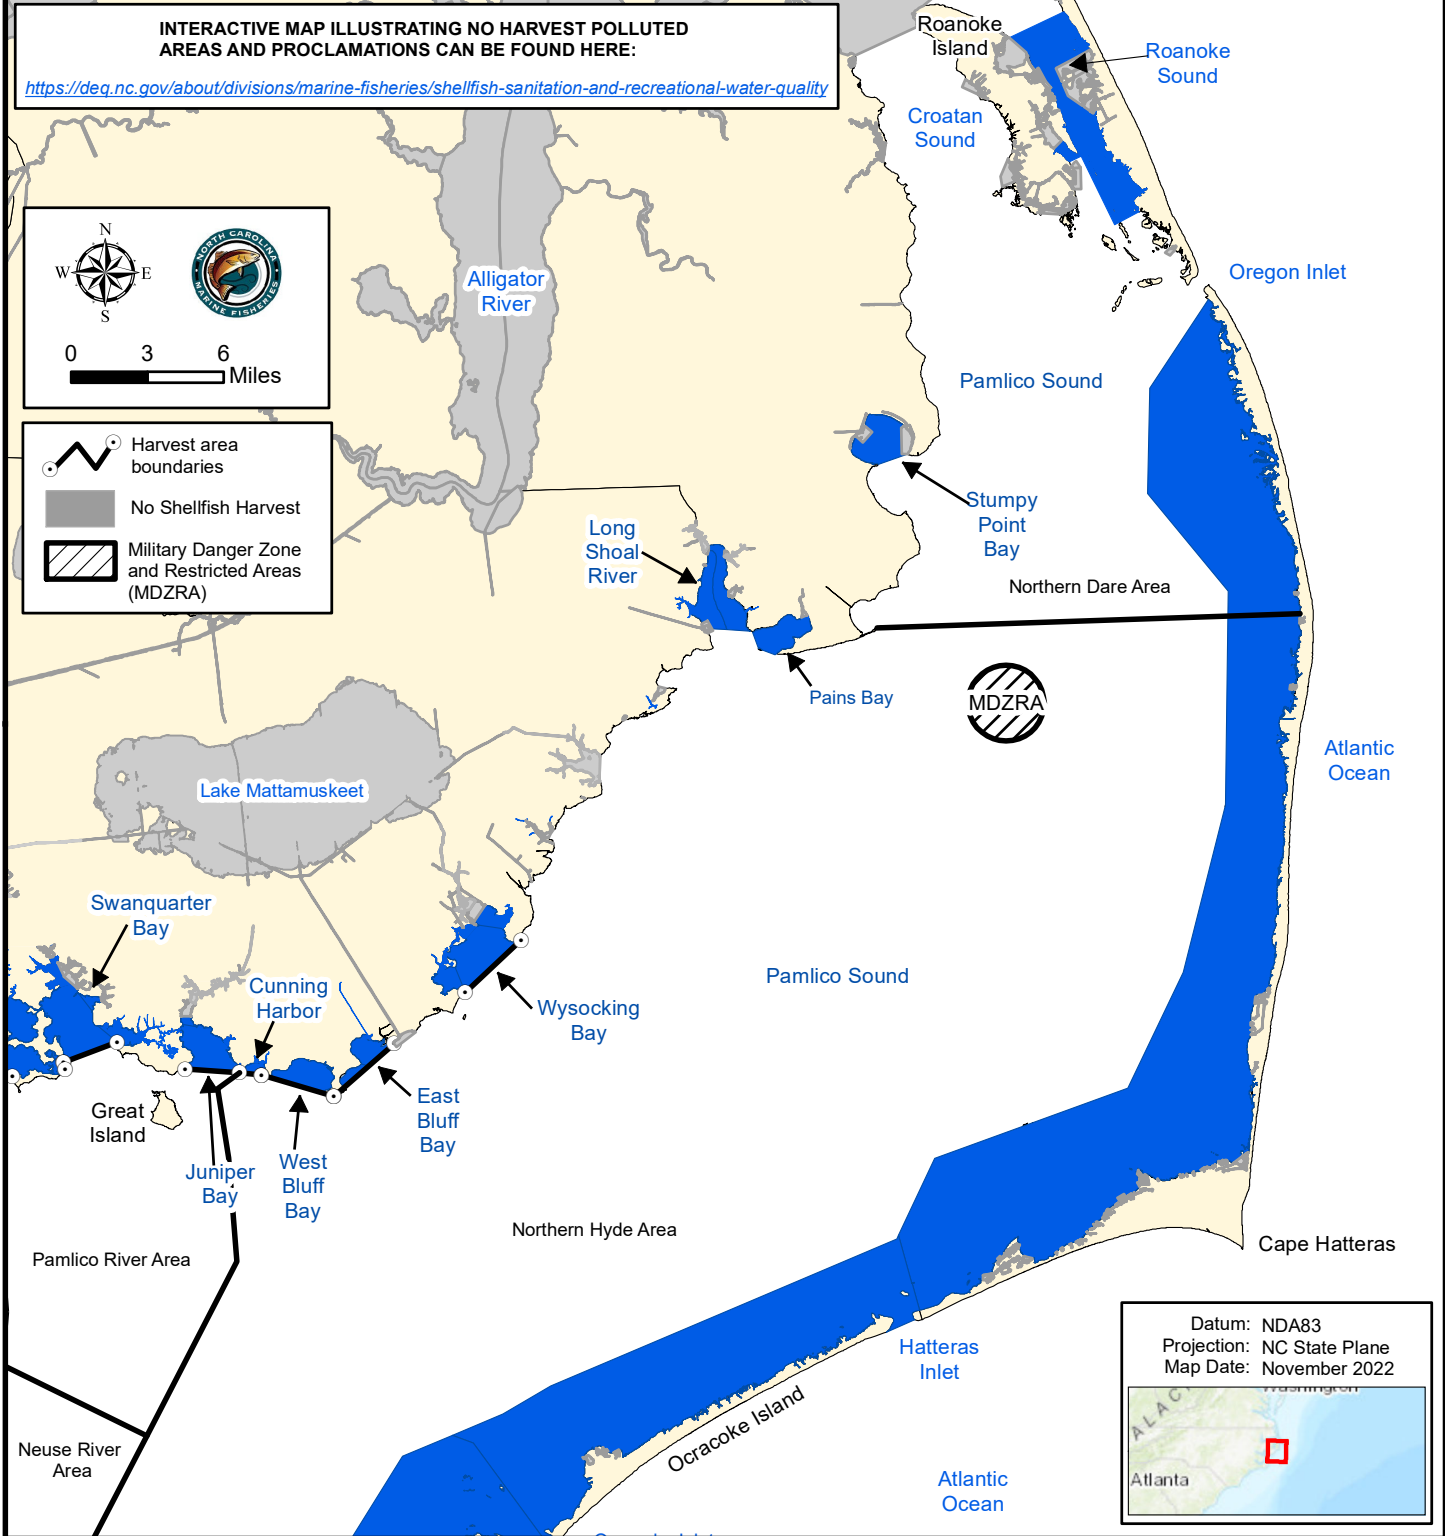 INTERACTIVE MAP ILLUSTRATING NO HARVEST POLLUTED
AREAS AND PROCLAMATIONS CAN BE FOUND HERE:
https://deq.nc.gov/about/divisions/marine-fisheries/shellfish-sanitation-and-recreational-water-quality
Roanoke
Island
Roanoke
Sound
Croatan
Sound
N
W
E
S
NORTH CAROLINA
MARINE FISHERIES
0 3 6
Miles
Alligator
River
Oregon Inlet
Pamlico Sound
Harvest area
boundaries
No Shellfish Harvest
Military Danger Zone
and Restricted Areas
(MDZRA)
Long
Shoal
River
Stumpy
Point
Bay
Northern Dare Area
Pains Bay
MDZRA
Atlantic
Ocean
Lake Mattamuskeet
Swanquarter
Bay
Cunning
Harbor
Wysocking
Bay
Pamlico Sound
Great
Island
East
Bluff
Bay
Juniper
Bay
West
Bluff
Bay
Northern Hyde Area
Pamlico River Area
Cape Hatteras
Hatteras
Inlet
Ocracoke Island
Neuse River
Area
Atlantic
Ocean
Datum: NDA83
Projection: NC State Plane
Map Date: November 2022
Washington
Atlanta